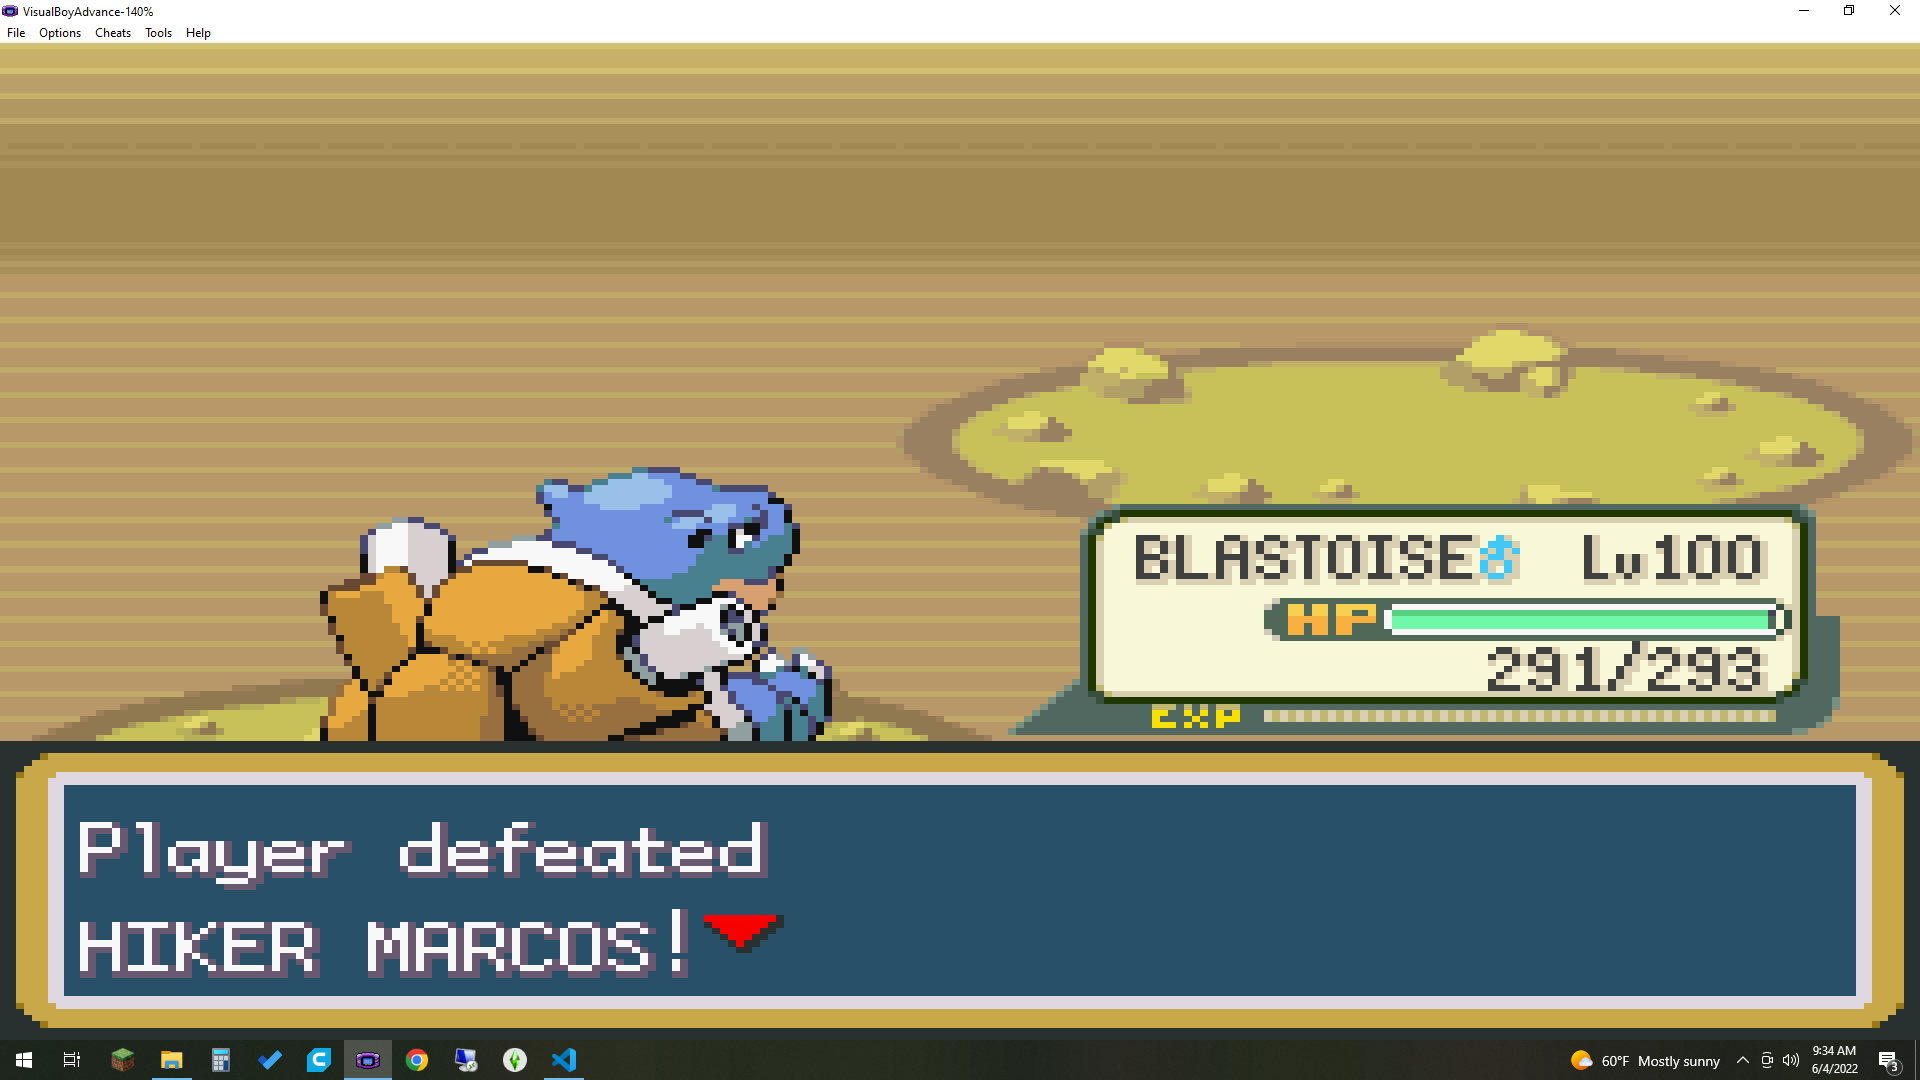 VisualBoyAdvance-140%
File Options Cheats Tools Help
BLASTOISE♂ Lv100
HP
291/293
EXP
Player defeated
HIKER MARCOS!
60°F Mostly sunny
9:34 AM
6/4/2022
3